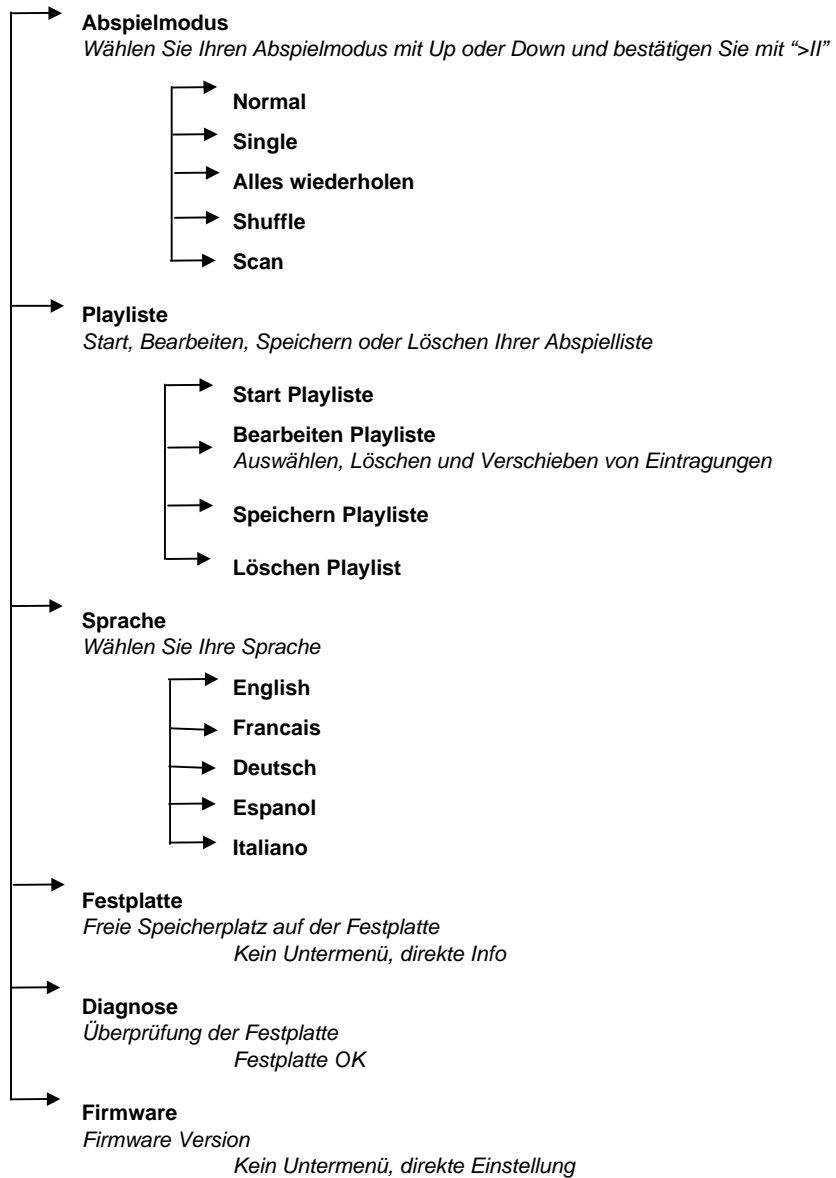 Abspielmodus
Wählen Sie Ihren Abspielmodus mit Up oder Down und bestätigen Sie mit “>II”
Normal
Single
Alles wiederholen
Shuffle
Scan
Playliste
Start, Bearbeiten, Speichern oder Löschen Ihrer Abspielliste
Start Playliste
Bearbeiten Playliste
Auswählen, Löschen und Verschieben von Eintragungen
Speichern Playliste
Löschen Playlist
Sprache
Wählen Sie Ihre Sprache
English
Francais
Deutsch
Espanol
Italiano
Festplatte
Freie Speicherplatz auf der Festplatte
Kein Untermenü, direkte Info
Diagnose
Überprüfung der Festplatte
Festplatte OK
Firmware
Firmware Version
Kein Untermenü, direkte Einstellung